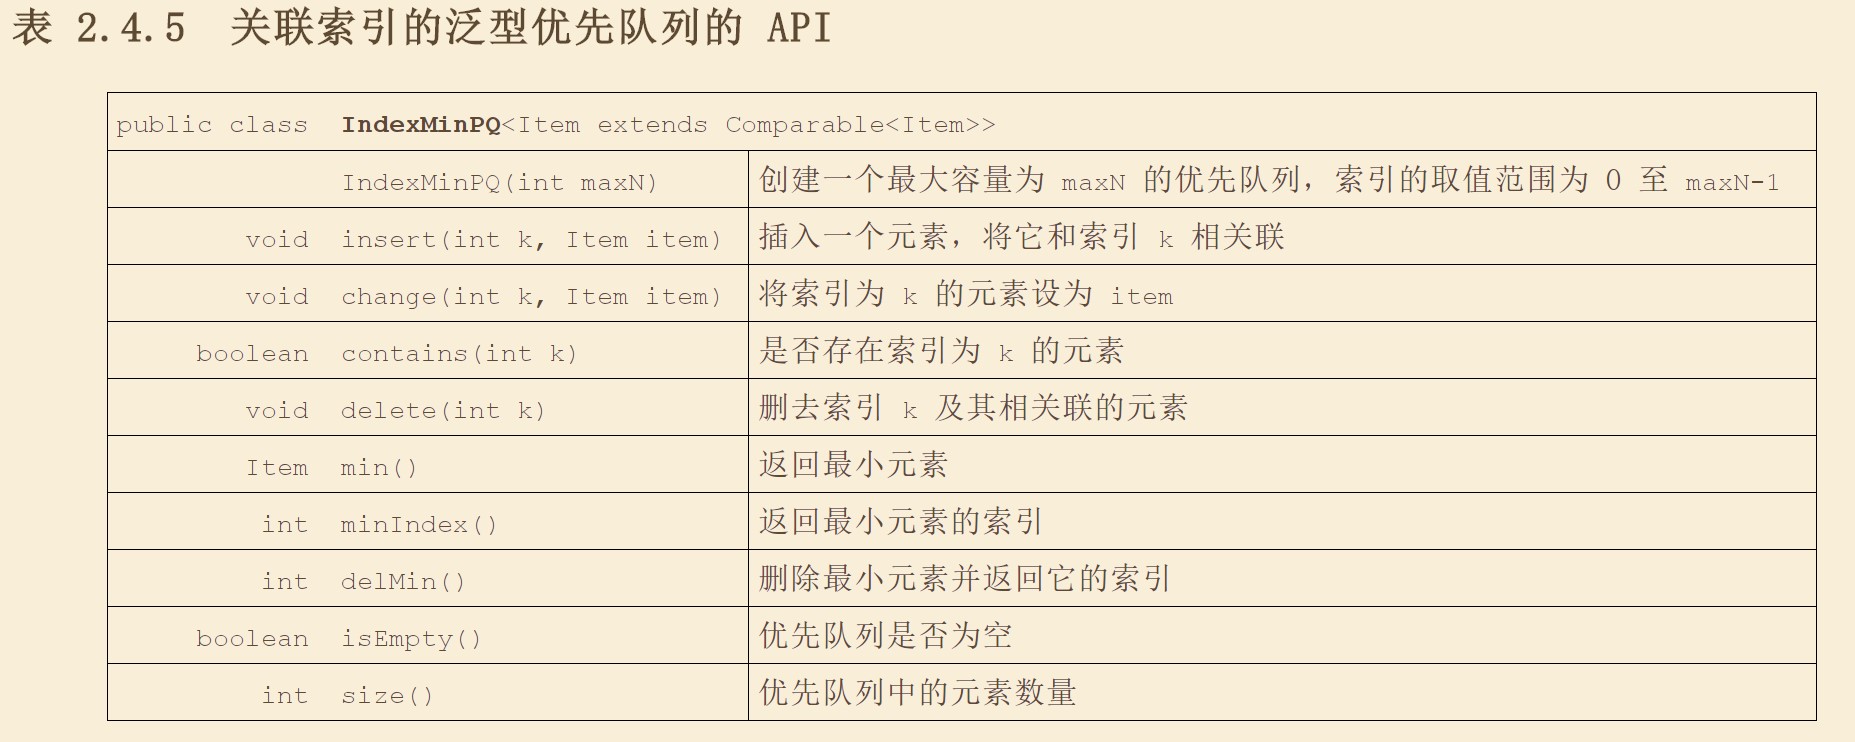 表 2.4.5 关联索引的泛型优先队列的 API
public class IndexMinPQ<Item extends Comparable<Item>>
IndexMinPQ(int maxN) 创建一个最大容量为 maxN 的优先队列，索引的取值范围为 0 至 maxN-1
void insert(int k, Item item) 插入一个元素，将它和索引 k 相关联
void change(int k, Item item) 将索引为 k 的元素设为 item
boolean contains(int k) 是否存在索引为 k 的元素
void delete(int k) 删去索引 k 及其相关联的元素
Item min() 返回最小元素
int minIndex() 返回最小元素的索引
int delMin() 删除最小元素并返回它的索引
boolean isEmpty() 优先队列是否为空
int size() 优先队列中的元素数量